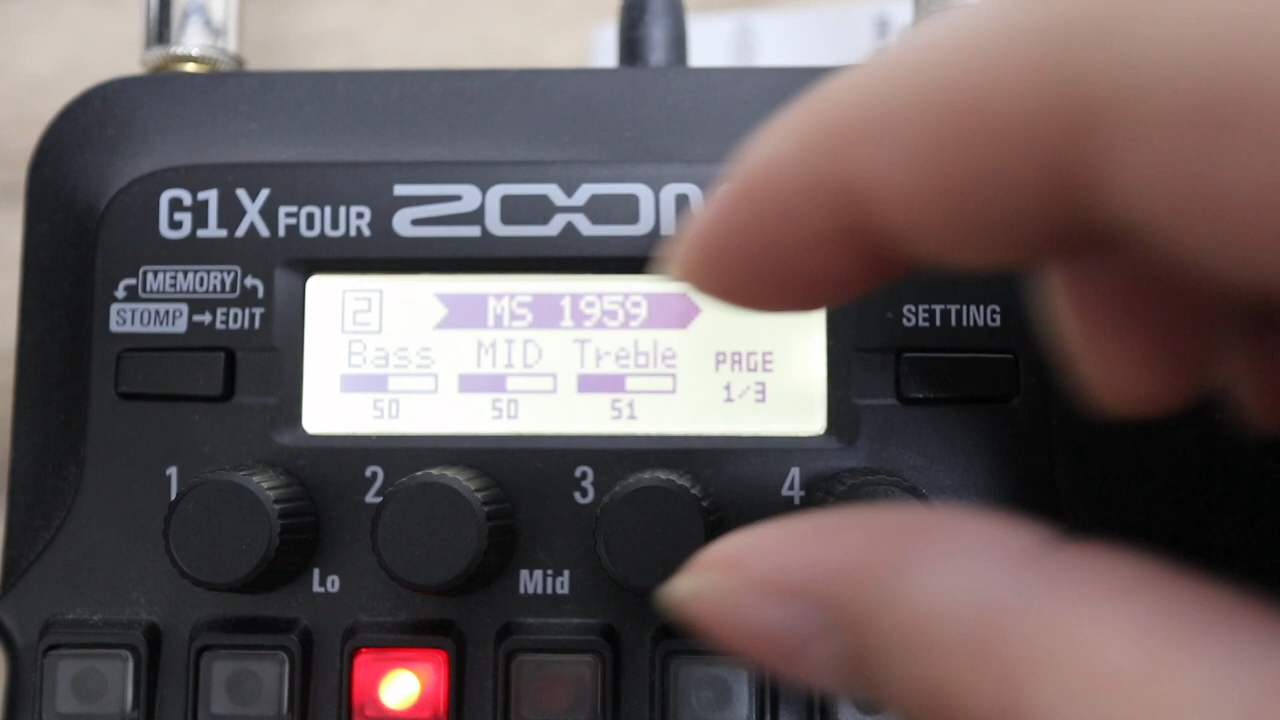 G1X FOUR ZOOM
MEMORY
STOMP → EDIT
SETTING
2 MS 1959
Bass MID Treble PAGE
50 50 51 1/3
1 2 3 4
Lo Mid